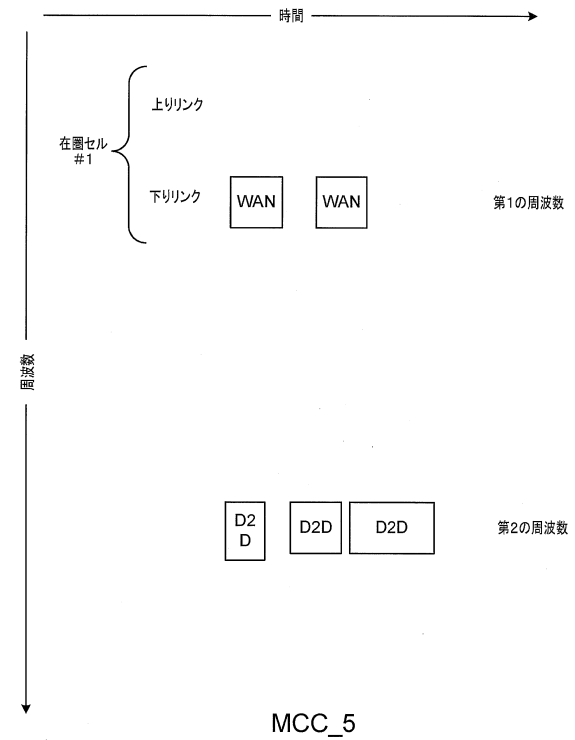 時間
上りリンク
在圏セル
#1
下りリンク
WAN
WAN
第1の周波数
周波数
D2
D
D2D
D2D
第2の周波数
MCC_5